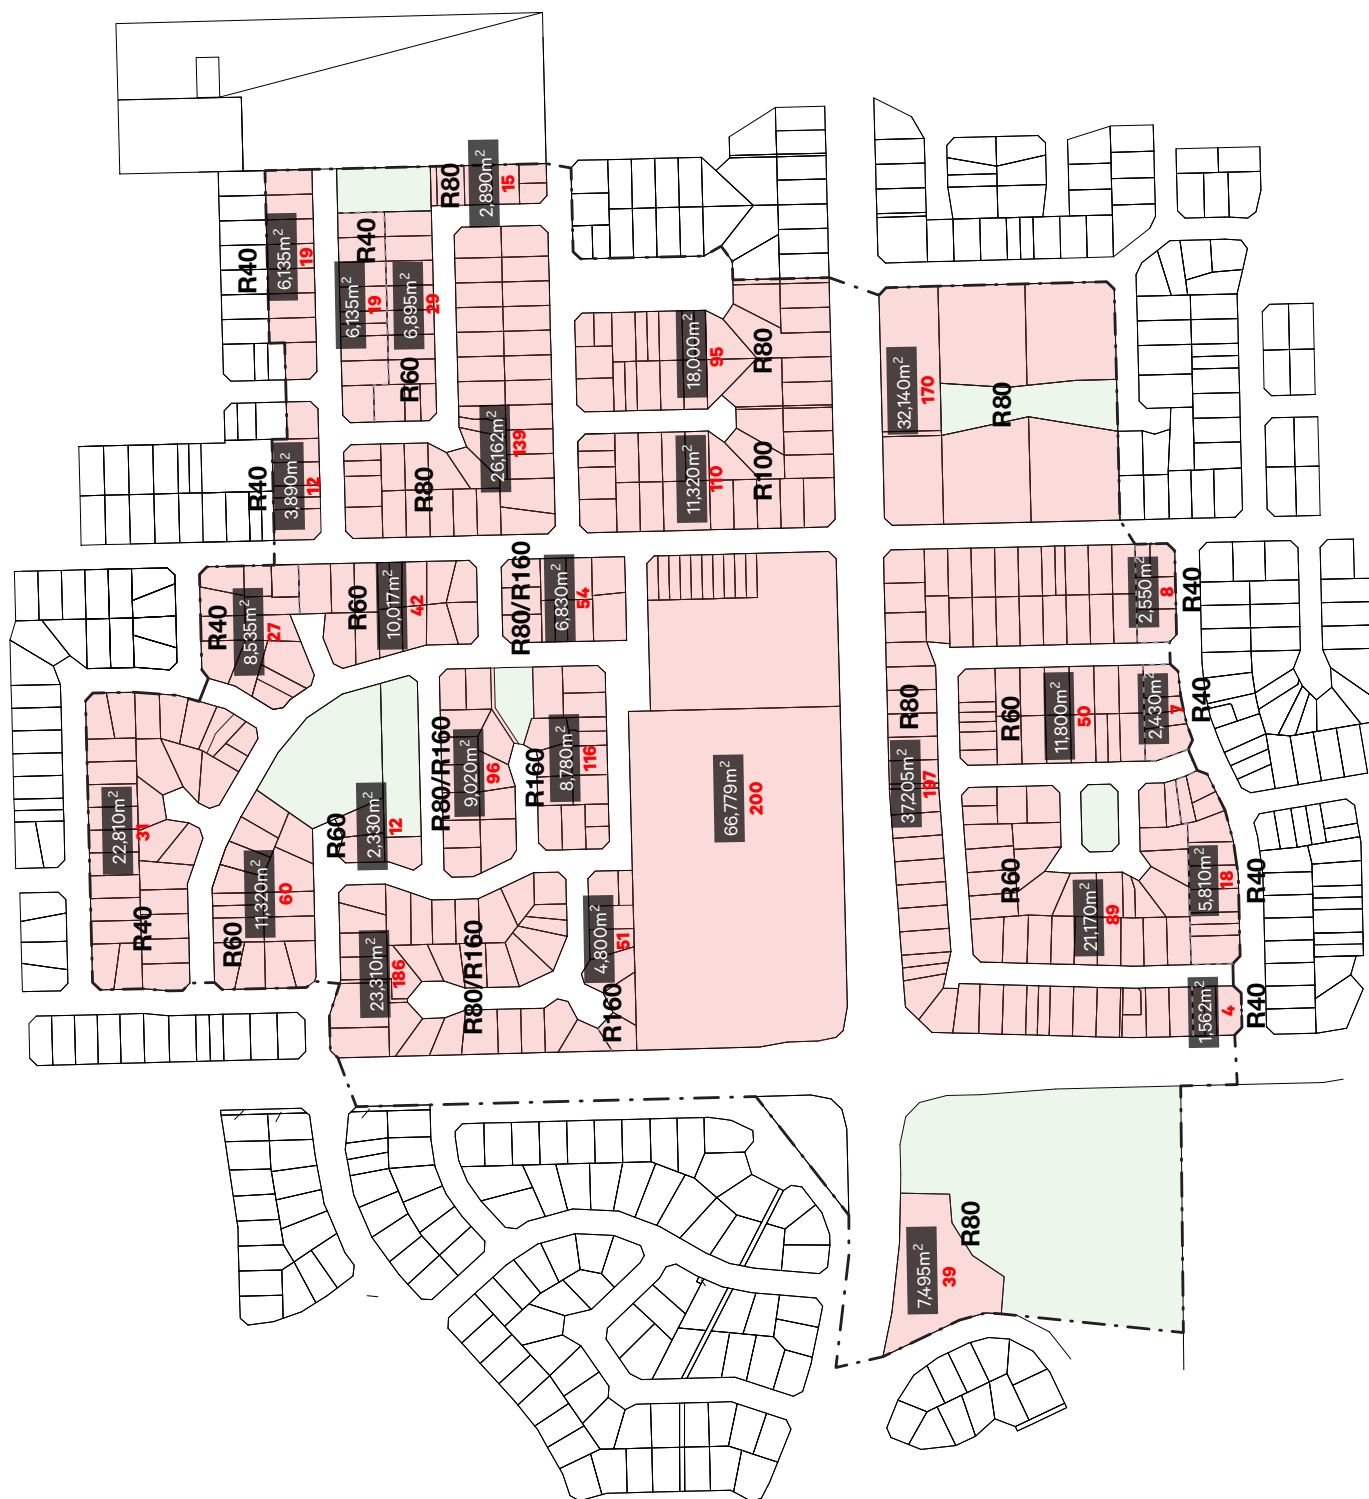 R80
2,890m²
15
R40
6,135m²
19
R40
6,135m²
19
6,895m²
29
R60
R80
26,162m²
139
R40
3,890m²
12
18,000m²
95
R80
11,320m²
110
R100
32,140m²
170
R80
R40
8,535m²
27
R60
10,017m²
42
R80/R160
6,830m²
54
2,550m²
8
R40
R80/R160
9,020m²
96
R160
8,780m²
116
66,779m²
200
R80
37,205m²
197
R60
11,800m²
50
2,430m²
7
R40
22,810m²
31
R40
R60
2,330m²
12
R60
11,320m²
60
23,310m²
186
R80/R160
4,800m²
51
R160
R60
21,170m²
89
5,810m²
18
R40
1,562m²
4
R40
R80
7,495m²
39